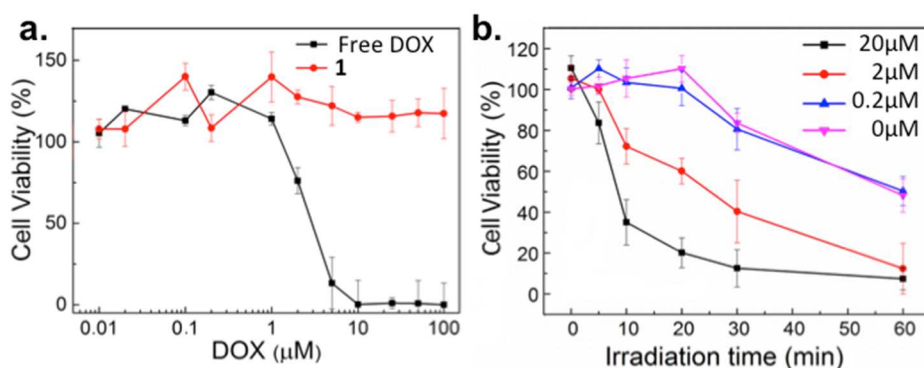 a.
Free DOX
1
Cell Viability (%)
150
100
50
0
0.01 0.1 1 10 100
DOX (μM)
b.
20μM
2μM
0.2μM
0μM
Cell Viability (%)
120
100
80
60
40
20
0
0 10 20 30 40 50 60
Irradiation time (min)